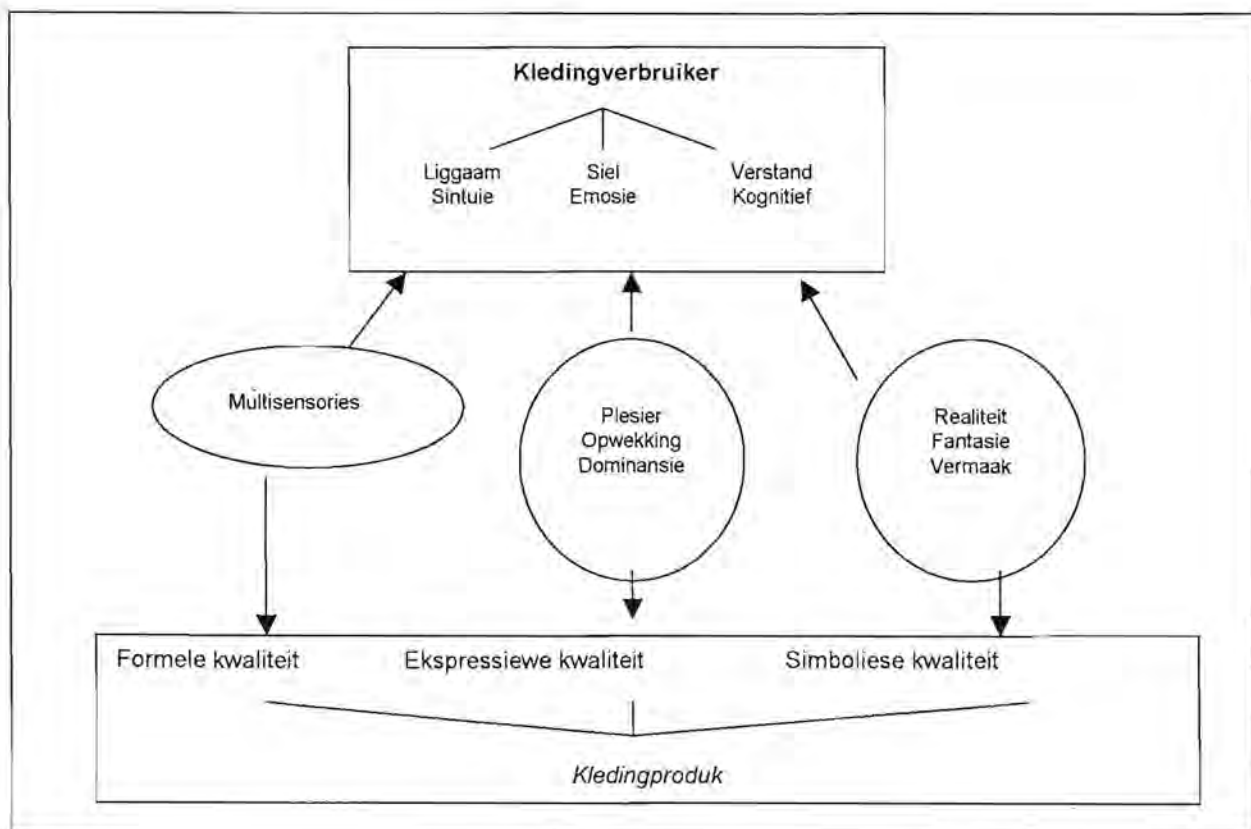 Kledingverbruiker
Liggaam
Sintuie
Siel
Emosie
Verstand
Kognitief
Multisensories
Plesier
Opwekking
Dominansie
Realiteit
Fantasie
Vermaak
Formele kwaliteit
Ekspressiewe kwaliteit
Simboliese kwaliteit
Kledingproduk